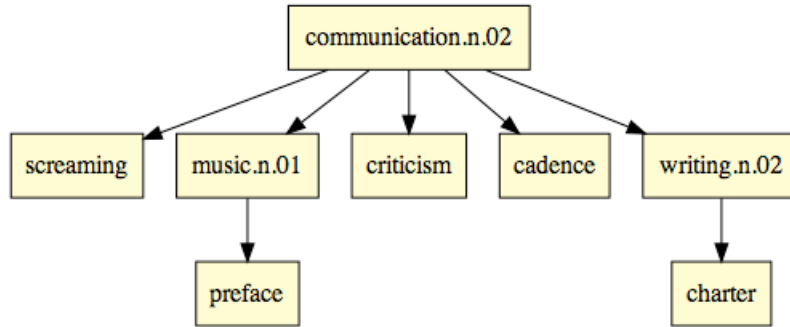 communication.n.02
screaming
music.n.01
criticism
cadence
writing.n.02
preface
charter